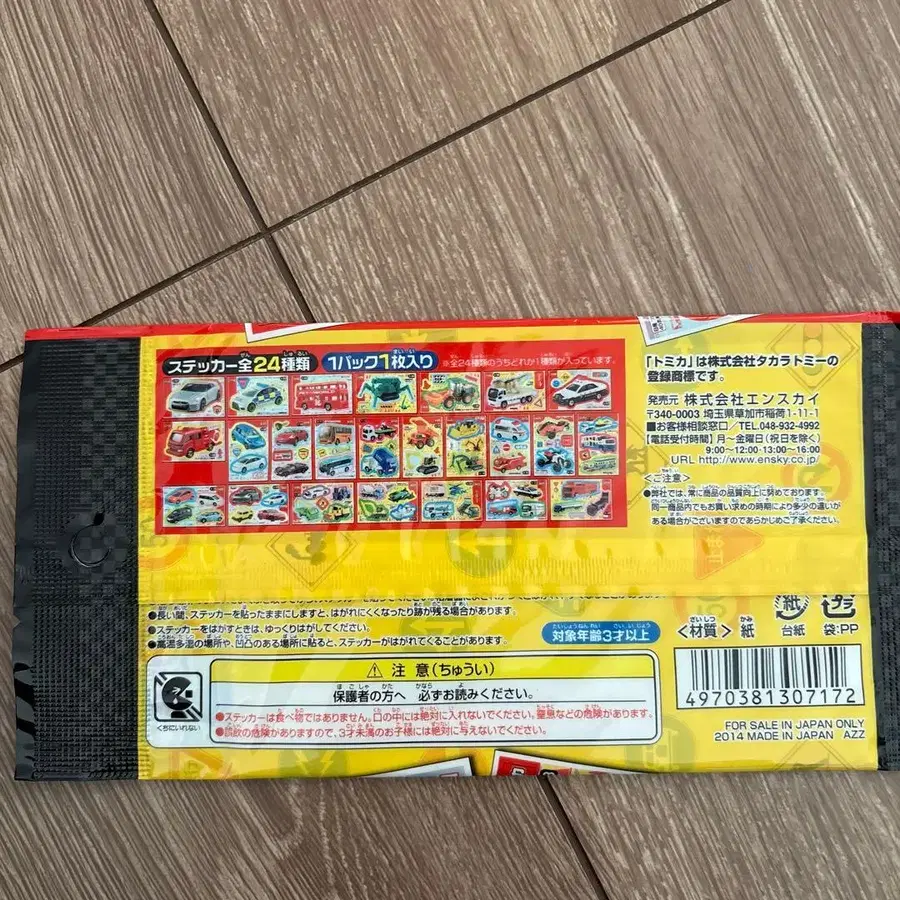 ステッカー全24種類
1パック1枚入り
※全24種類のうちどれか1種類が入っています。
「トミカ」は株式会社タカラトミーの
登録商標です。
発売元 株式会社エンスカイ
〒340-0003 埼玉県草加市稲荷1-11-1
■お客様相談窓口/TEL.048-932-4992
【電話受付時間】月〜金曜日(祝日を除く)
9:00〜12:00・13:00〜16:00
URL http://www.ensky.co.jp/
<ご注意>
●弊社では、常に商品の品質向上に努めております。
同一商品内でもお買い求めの時期により多少の違いが
ある場合がございますのであらかじめご了承ください。
●長い間、ステッカーを貼ったままにしますと、はがれにくくなったり跡が残る場合があります。
●ステッカーをはがすときは、ゆっくりはがしてください。
●高温多湿の場所や、凹凸のある場所に貼ると、ステッカーがはがれてくることがあります。
対象年齢3才以上
<材質> 紙
紙
台紙
プラ
袋:PP
⚠ 注意(ちゅうい)
保護者の方へ 必ずお読みください。
●ステッカーは食べ物ではありません。口の中には絶対に入れないでください。窒息などの危険があります。
●誤飲の危険がありますので、3才未満のお子様には絶対に与えないでください。
くちにいれない
4970381307172
FOR SALE IN JAPAN ONLY
2014 MADE IN JAPAN AZZ